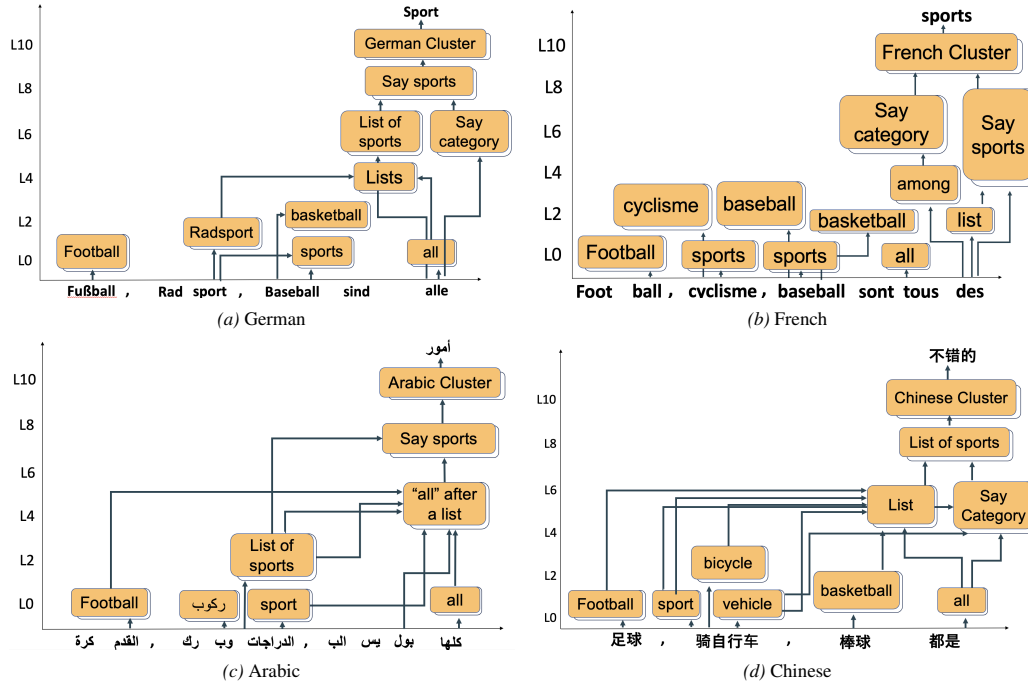 Sport
L10
German Cluster
L8
Say sports
L6
List of sports
Say category
L4
Lists
L2
Radsport
basketball
L0
Football
sports
all
Fußball , Rad sport , Baseball sind alle
(a) German
sports
L10
French Cluster
L8
Say category
Say sports
L6
L4
among
L2
cyclisme
baseball
basketball
list
L0
Football
sports
sports
all
Foot ball , cyclisme , baseball sont tous des
(b) French
أمور
L10
Arabic Cluster
L8
Say sports
L6
"all" after a list
L4
List of sports
L2
L0
Football
ركوب
sport
all
كرة القدم , رك وب الدراجات , الب يس بول كلها
(c) Arabic
不错的
L10
Chinese Cluster
L8
List of sports
L6
List
Say Category
L4
bicycle
L2
basketball
L0
Football
sport
vehicle
all
足球 , 骑自行车 , 棒球 都是
(d) Chinese